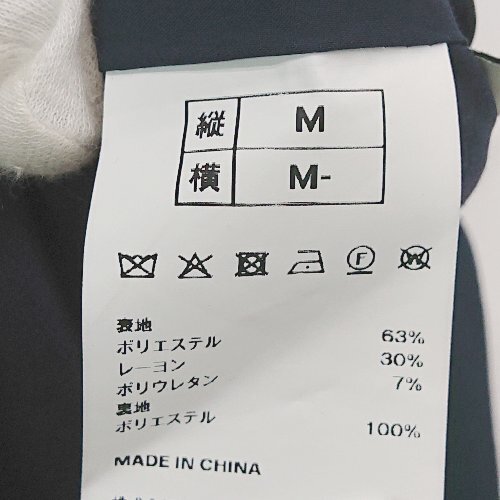 縦 M
横 M-
F W
表地
ポリエステル 63%
レーヨン 30%
ポリウレタン 7%
裏地
ポリエステル 100%
MADE IN CHINA